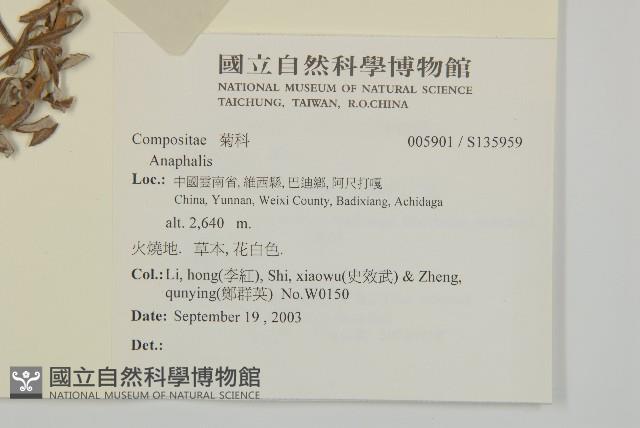 國立自然科學博物館
NATIONAL MUSEUM OF NATURAL SCIENCE
TAICHUNG, TAIWAN, R.O.CHINA
Compositae 菊科 005901 / S135959
Anaphalis
Loc.: 中國雲南省, 維西縣, 巴迪鄉, 阿尺打嘎
China, Yunnan, Weixi County, Badixiang, Achidaga
alt. 2,640 m.
火燒地. 草本, 花白色.
Col.: Li, hong(李紅), Shi, xiaowu(史效武) & Zheng,
qunying(鄭群英) No.W0150
Date: September 19 , 2003
Det.:
國立自然科學博物館
NATIONAL MUSEUM OF NATURAL SCIENCE